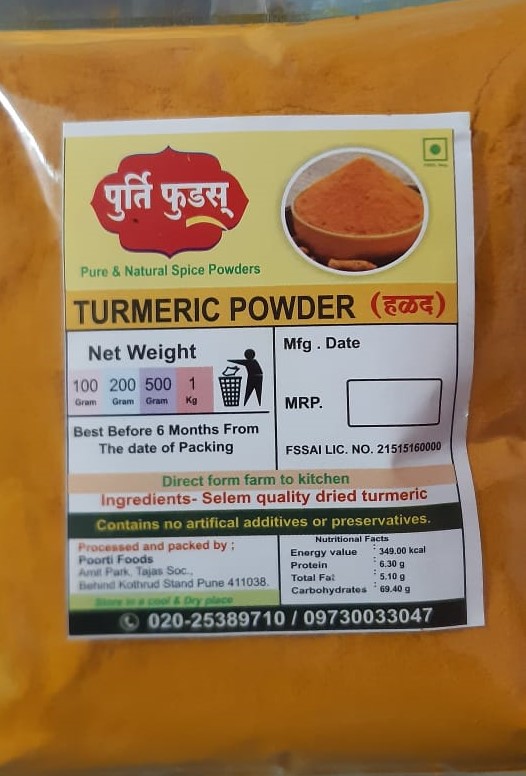 पुर्ति फुडस्
Pure & Natural Spice Powders
TURMERIC POWDER (हळद)
Net Weight
100 Gram 200 Gram 500 Gram 1 Kg
Best Before 6 Months From
The date of Packing
Mfg . Date
MRP.
FSSAI LIC. NO. 21515160000
Direct form farm to kitchen
Ingredients- Selem quality dried turmeric
Contains no artifical additives or preservatives.
Processed and packed by ;
Poorti Foods
Amit Park, Tajas Soc.,
Behind Kothrud Stand Pune 411038.
Store in a cool & Dry place
Nutritional Facts
Energy value : 349.00 kcal
Protein : 6.30 g
Total Fat : 5.10 g
Carbohydrates : 69.40 g
020-25389710 / 09730033047